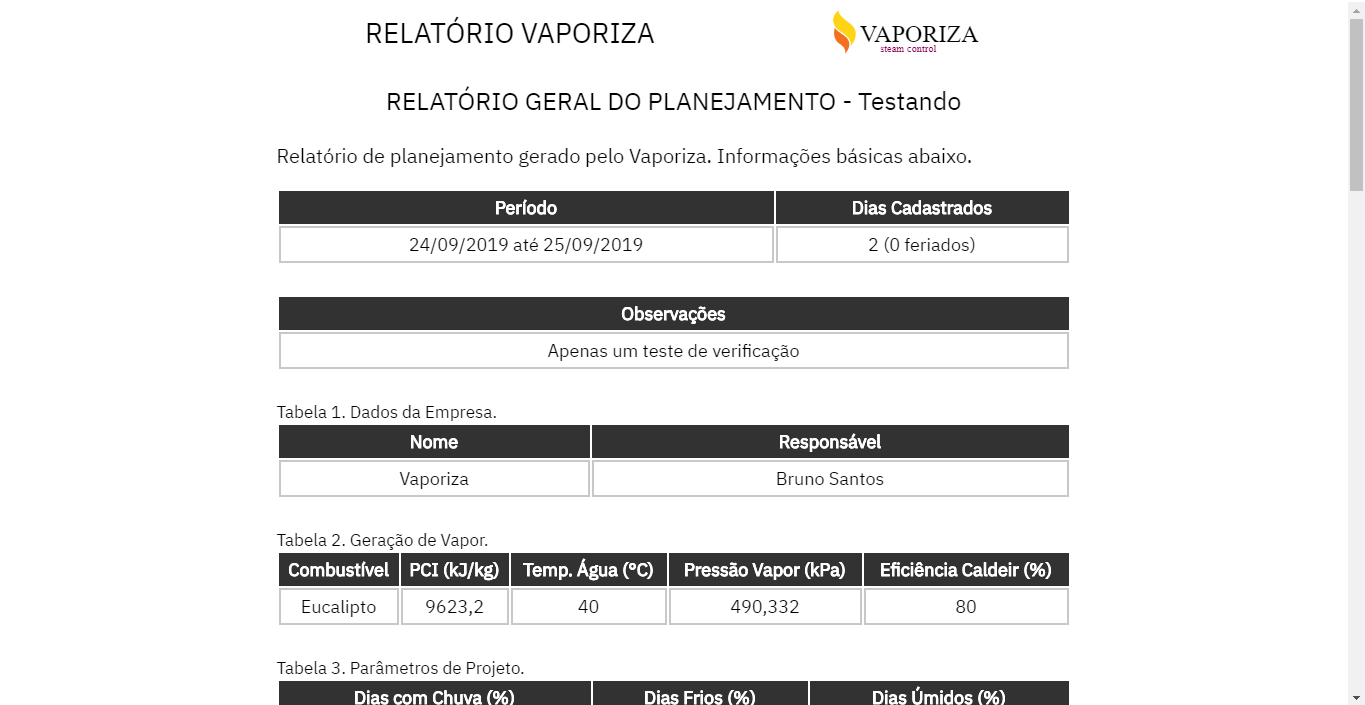 RELATÓRIO VAPORIZA
VAPORIZA
steam control
RELATÓRIO GERAL DO PLANEJAMENTO - Testando
Relatório de planejamento gerado pelo Vaporiza. Informações básicas abaixo.
Período Dias Cadastrados
24/09/2019 até 25/09/2019 2 (0 feriados)
Observações
Apenas um teste de verificação
Tabela 1. Dados da Empresa.
Nome Responsável
Vaporiza Bruno Santos
Tabela 2. Geração de Vapor.
Combustível PCI (kJ/kg) Temp. Água (°C) Pressão Vapor (kPa) Eficiência Caldeir (%)
Eucalipto 9623,2 40 490,332 80
Tabela 3. Parâmetros de Projeto.
Dias com Chuva (%) Dias Frios (%) Dias Úmidos (%)